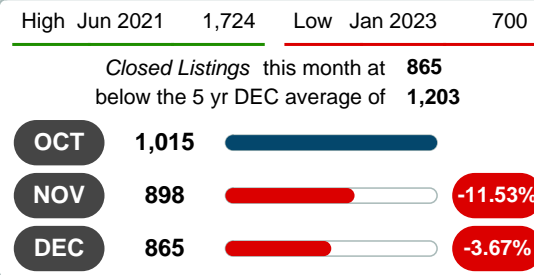 High Jun 2021 1,724 Low Jan 2023 700
Closed Listings this month at 865
below the 5 yr DEC average of 1,203
OCT 1,015
NOV 898 -11.53%
DEC 865 -3.67%